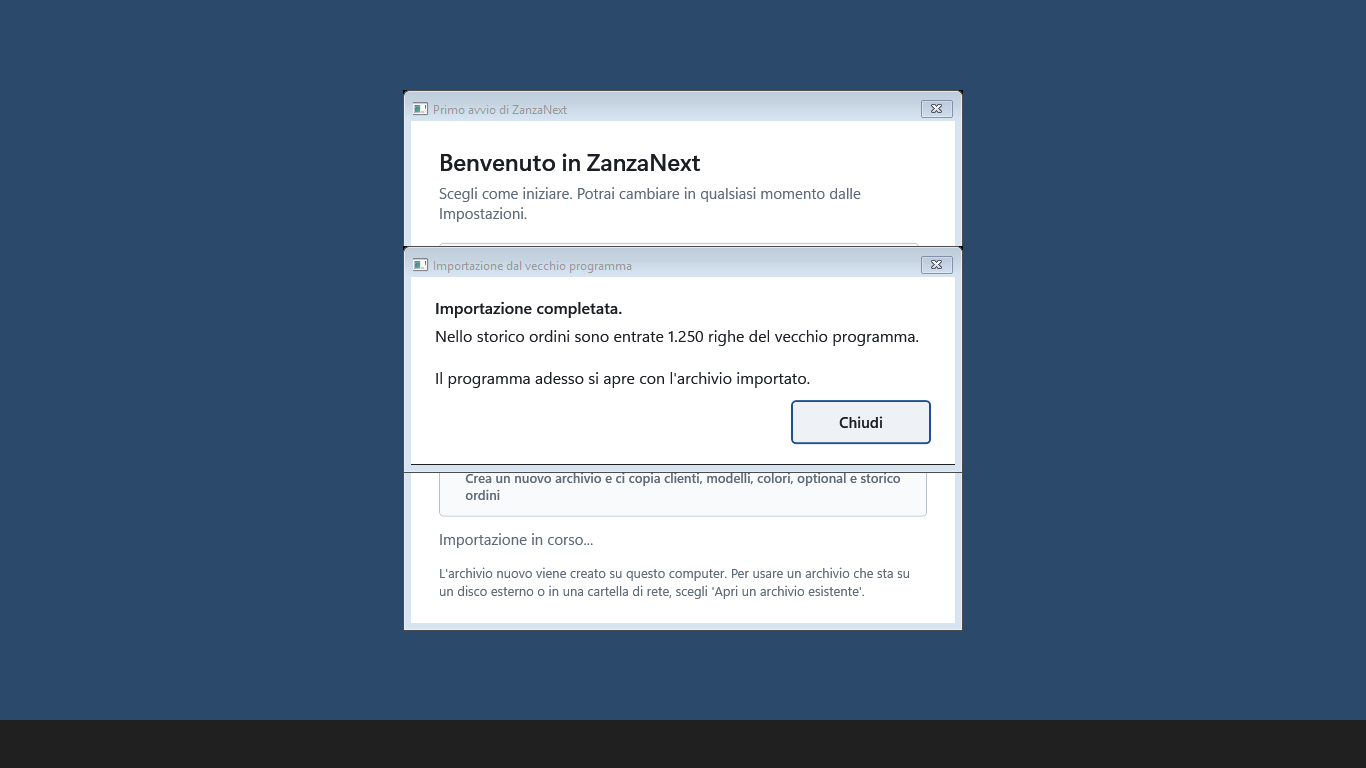 Primo avvio di ZanzaNext
Benvenuto in ZanzaNext
Scegli come iniziare. Potrai cambiare in qualsiasi momento dalle
Impostazioni.
Importazione dal vecchio programma
Importazione completata.
Nello storico ordini sono entrate 1.250 righe del vecchio programma.
Il programma adesso si apre con l'archivio importato.
Chiudi
Crea un nuovo archivio e ci copia clienti, modelli, colori, optional e storico
ordini
Importazione in corso...
L'archivio nuovo viene creato su questo computer. Per usare un archivio che sta su
un disco esterno o in una cartella di rete, scegli 'Apri un archivio esistente'.